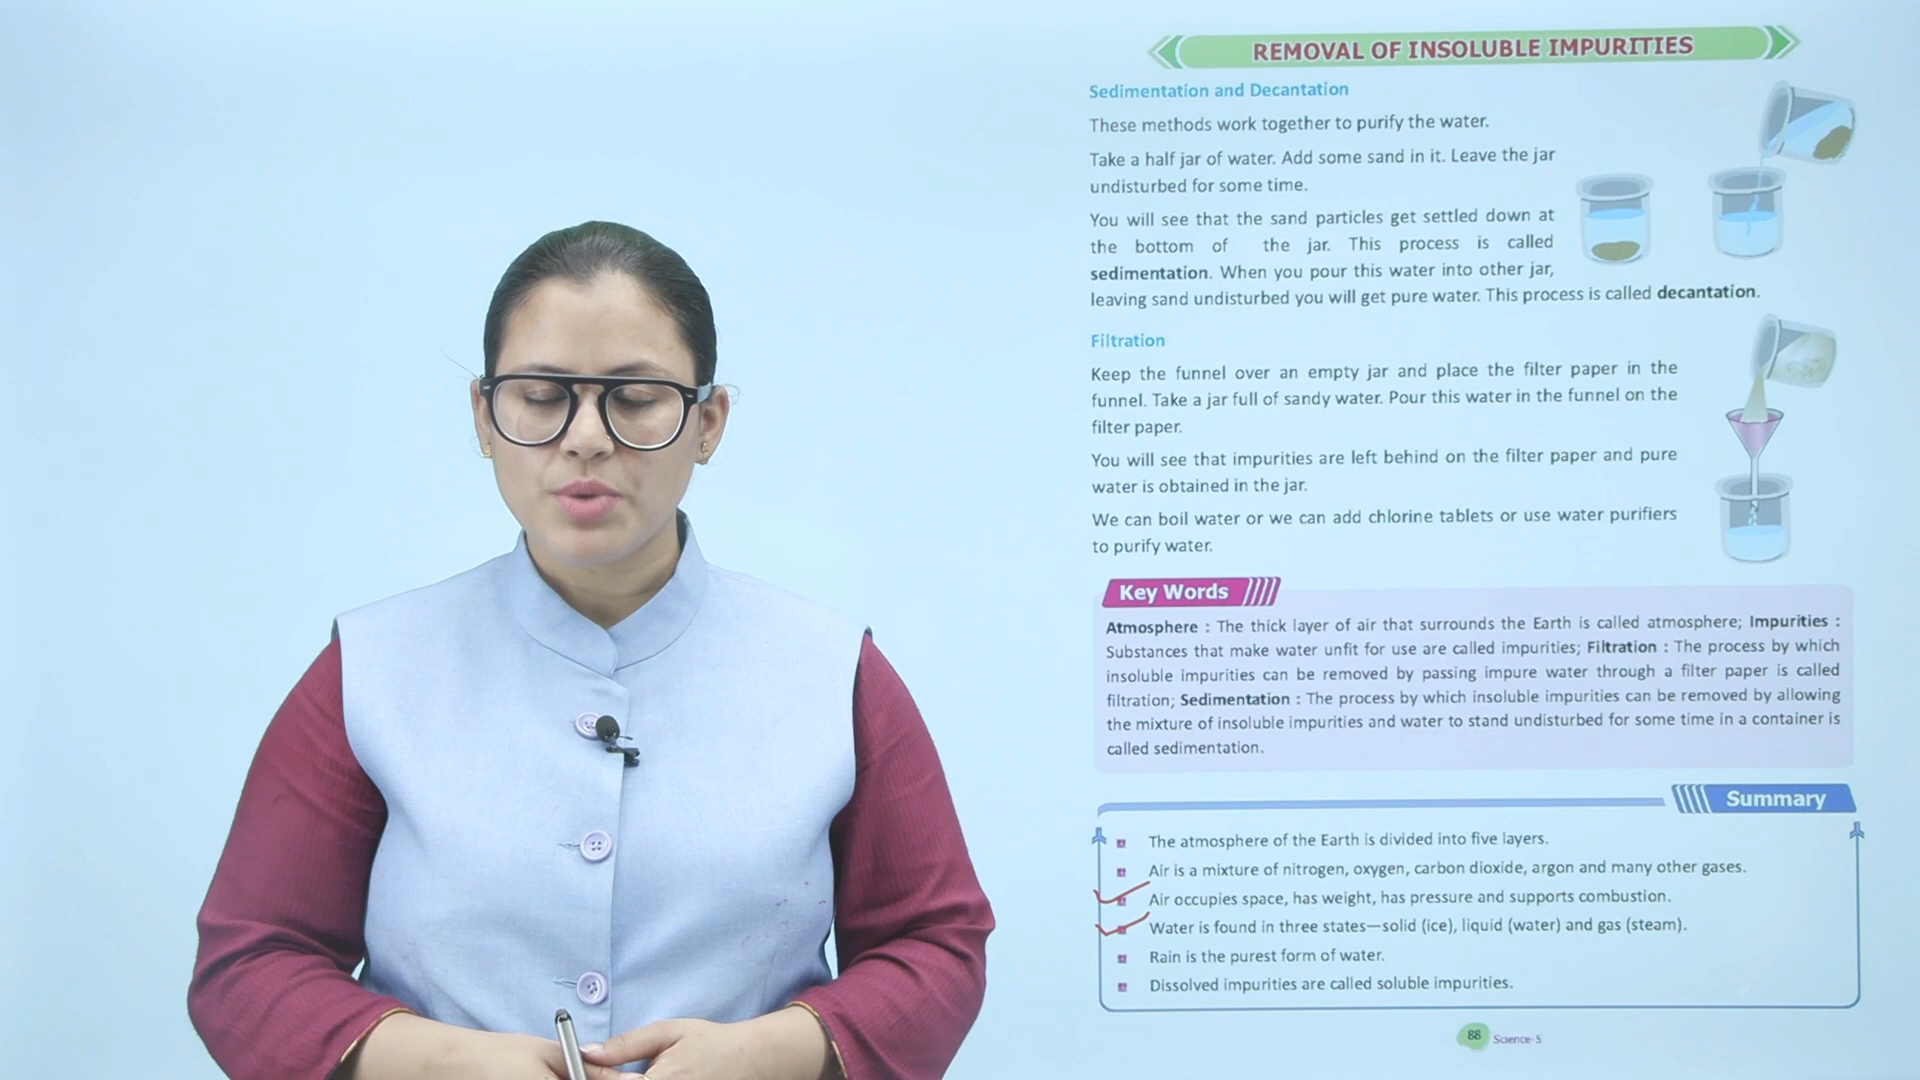 REMOVAL OF INSOLUBLE IMPURITIES
Sedimentation and Decantation
These methods work together to purify the water.
Take a half jar of water. Add some sand in it. Leave the jar
undisturbed for some time.
You will see that the sand particles get settled down at
the bottom of the jar. This process is called
sedimentation. When you pour this water into other jar,
leaving sand undisturbed you will get pure water. This process is called decantation.
Filtration
Keep the funnel over an empty jar and place the filter paper in the
funnel. Take a jar full of sandy water. Pour this water in the funnel on the
filter paper.
You will see that impurities are left behind on the filter paper and pure
water is obtained in the jar.
We can boil water or we can add chlorine tablets or use water purifiers
to purify water.
Key Words
Atmosphere : The thick layer of air that surrounds the Earth is called atmosphere; Impurities :
Substances that make water unfit for use are called impurities; Filtration : The process by which
insoluble impurities can be removed by passing impure water through a filter paper is called
filtration; Sedimentation : The process by which insoluble impurities can be removed by allowing
the mixture of insoluble impurities and water to stand undisturbed for some time in a container is
called sedimentation.
Summary
The atmosphere of the Earth is divided into five layers.
Air is a mixture of nitrogen, oxygen, carbon dioxide, argon and many other gases.
Air occupies space, has weight, has pressure and supports combustion.
Water is found in three states—solid (ice), liquid (water) and gas (steam).
Rain is the purest form of water.
Dissolved impurities are called soluble impurities.
88 Science-5